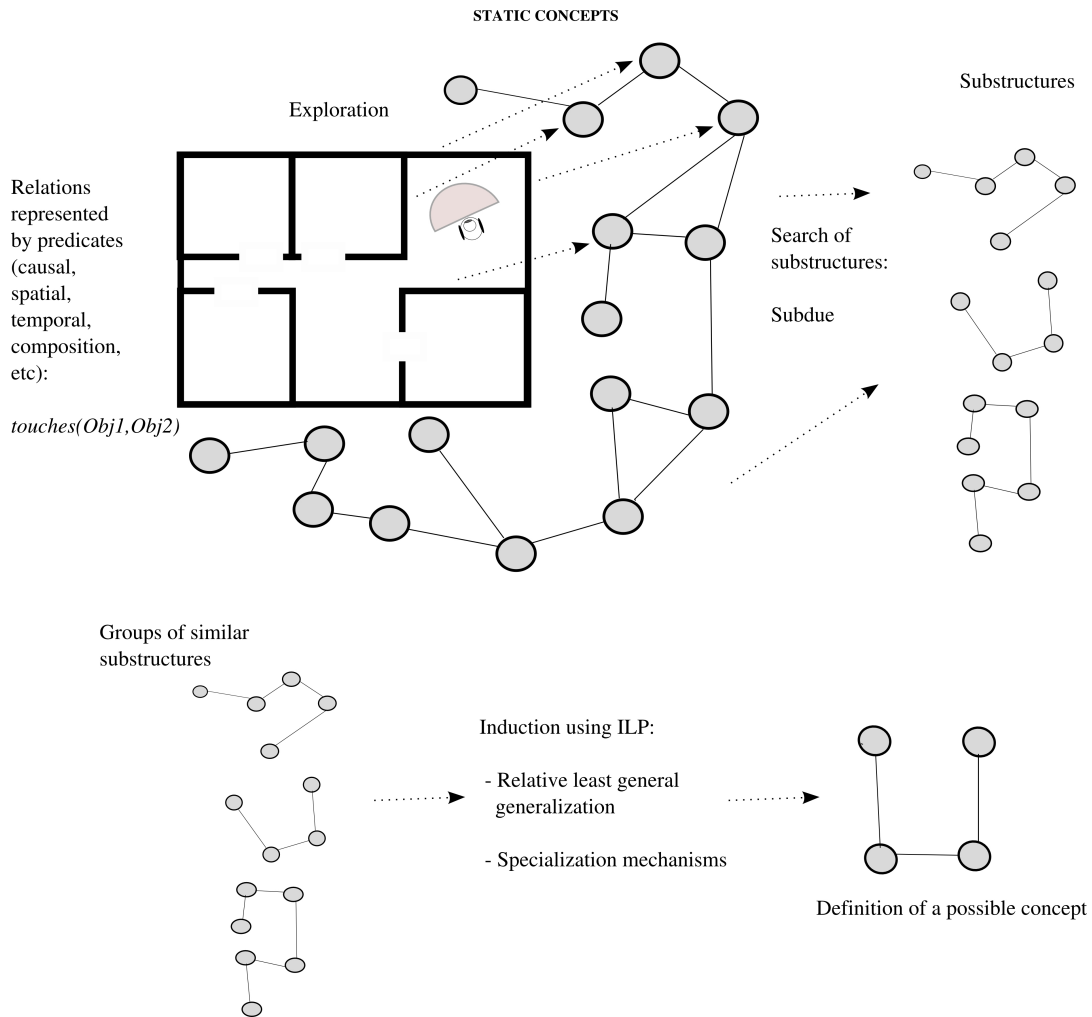 STATIC CONCEPTS
Exploration
Substructures
Relations
represented
by predicates
(causal,
spatial,
temporal,
composition,
etc):
touches(Obj1,Obj2)
Search of
substructures:
Subdue
Groups of similar
substructures
Induction using ILP:
- Relative least general
generalization
- Specialization mechanisms
Definition of a possible concept